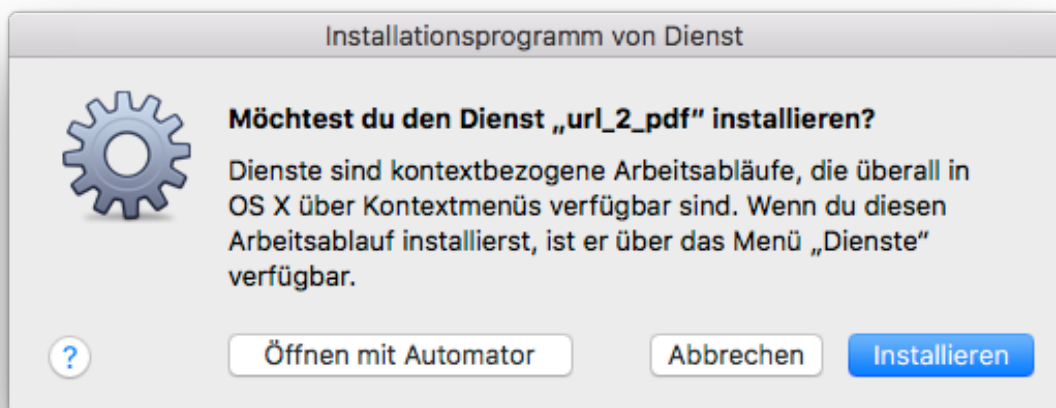 Installationsprogramm von Dienst
Möchtest du den Dienst „url_2_pdf“ installieren?
Dienste sind kontextbezogene Arbeitsabläufe, die überall in
OS X über Kontextmenüs verfügbar sind. Wenn du diesen
Arbeitsablauf installierst, ist er über das Menü „Dienste“
verfügbar.
? Öffnen mit Automator Abbrechen Installieren